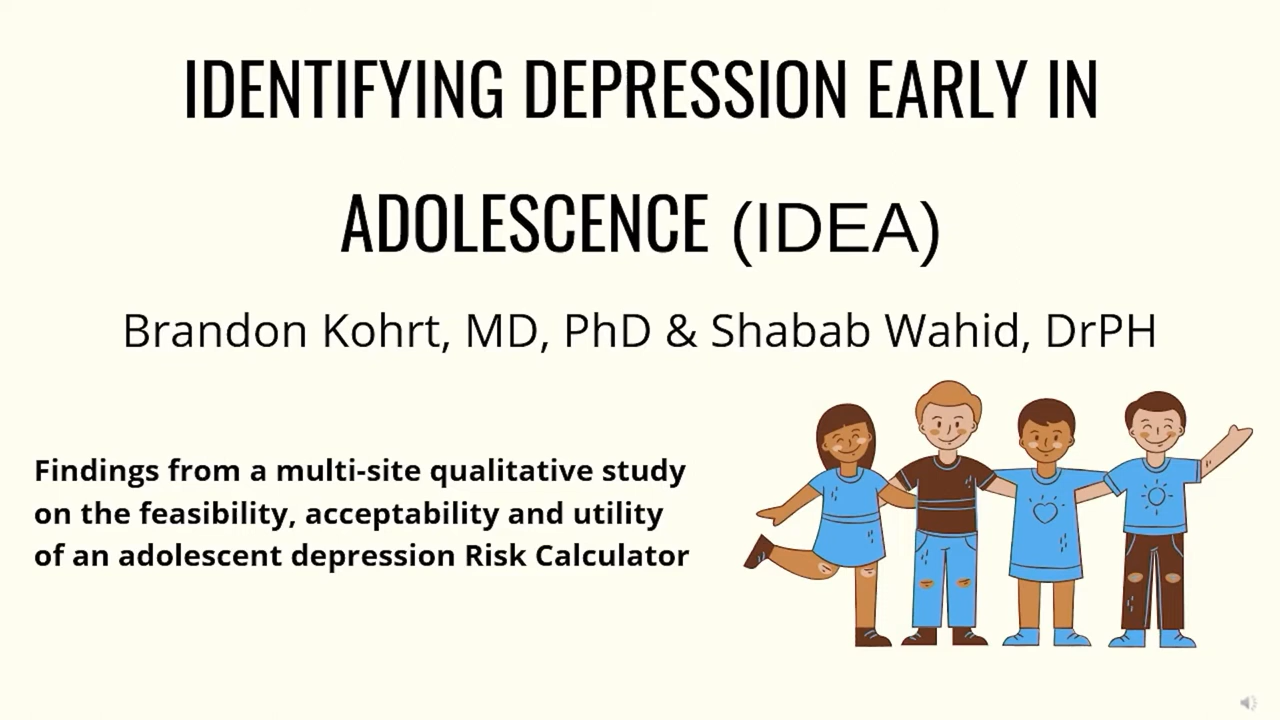 IDENTIFYING DEPRESSION EARLY IN
ADOLESCENCE (IDEA)
Brandon Kohrt, MD, PhD & Shabab Wahid, DrPH
Findings from a multi-site qualitative study
on the feasibility, acceptability and utility
of an adolescent depression Risk Calculator